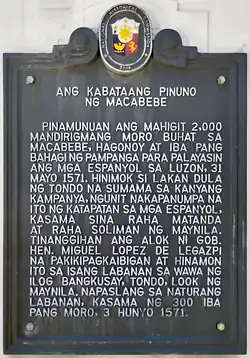 ANG KABATAANG PINUNO
NG MACABEBE
PINAMUNUAN ANG MAHIGIT 2,000
MANDIRIGMANG MORO BUHAT SA
MACABEBE, HAGONOY AT IBA PANG
BAHAGI NG PAMPANGA PARA PALAYASIN
ANG MGA ESPANYOL SA LUZON, 31
MAYO 1571. HINIMOK SI LAKAN DULA
NG TONDO NA SUMAMA SA KANYANG
KAMPANYA, NGUNIT NAKAPANUMPA NA
ITO NG KATAPATAN SA MGA ESPANYOL,
KASAMA SINA RAHA MATANDA
AT RAHA SOLIMAN NG MAYNILA.
TINANGGIHAN ANG ALOK NI GOB.
HEN. MIGUEL LOPEZ DE LEGAZPI
NA PAKIKIPAGKAIBIGAN AT HINAMON
ITO SA ISANG LABANAN SA WAWA NG
ILOG BANGKUSAY, TONDO, LOOK NG
MAYNILA. NAPASLANG SA NATURANG
LABANAN, KASAMA NG 300 IBA
PANG MORO, 3 HUNYO 1571.